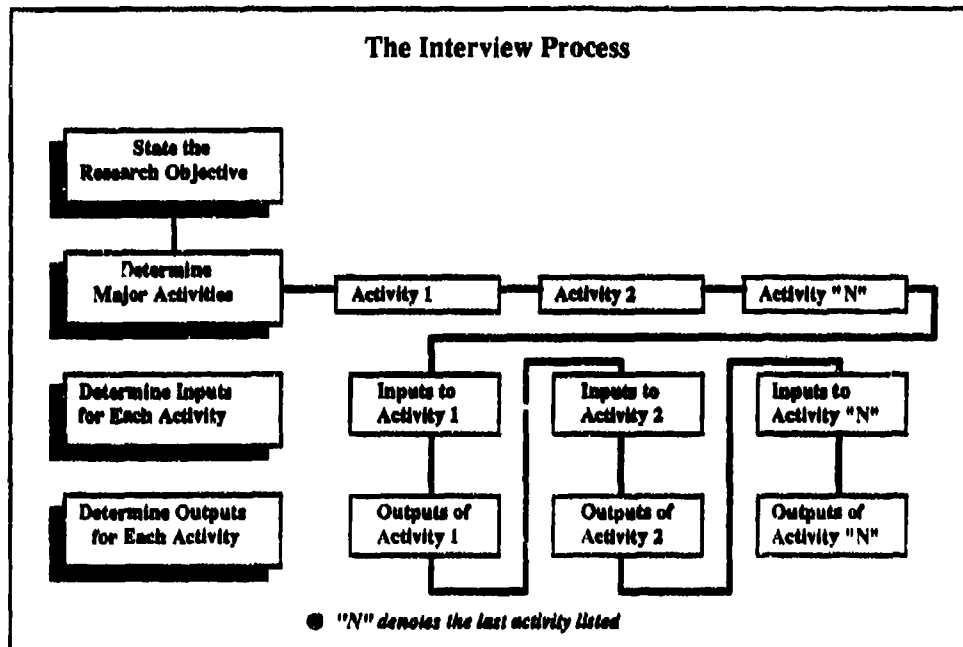 The Interview Process
State the
Research Objective
Determine
Major Activities
Activity 1
Activity 2
Activity "N"
Determine Inputs
for Each Activity
Inputs to
Activity 1
Inputs to
Activity 2
Inputs to
Activity "N"
Determine Outputs
for Each Activity
Outputs of
Activity 1
Outputs of
Activity 2
Outputs of
Activity "N"
"N" denotes the last activity listed